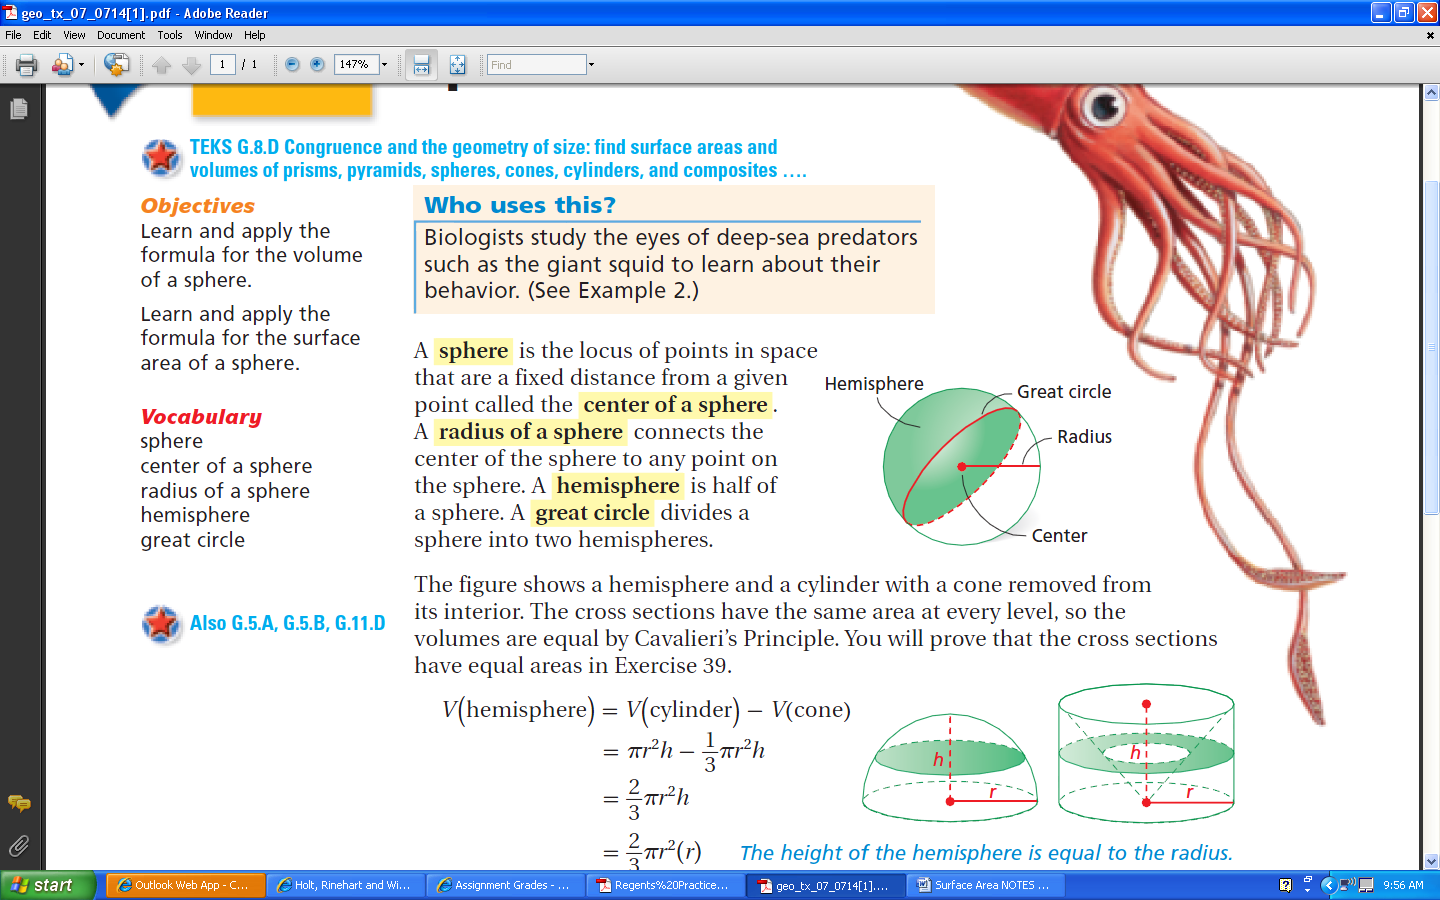 geo_tx_07_0714[1].pdf - Adobe Reader
File Edit View Document Tools Window Help
1 / 1 147% Find
TEKS G.8.D Congruence and the geometry of size: find surface areas and
volumes of prisms, pyramids, spheres, cones, cylinders, and composites ….
Objectives
Learn and apply the
formula for the volume
of a sphere.
Learn and apply the
formula for the surface
area of a sphere.
Vocabulary
sphere
center of a sphere
radius of a sphere
hemisphere
great circle
Also G.5.A, G.5.B, G.11.D
Who uses this?
Biologists study the eyes of deep-sea predators
such as the giant squid to learn about their
behavior. (See Example 2.)
A sphere is the locus of points in space
that are a fixed distance from a given
point called the center of a sphere.
A radius of a sphere connects the
center of the sphere to any point on
the sphere. A hemisphere is half of
a sphere. A great circle divides a
sphere into two hemispheres.
Hemisphere
Great circle
Radius
Center
The figure shows a hemisphere and a cylinder with a cone removed from
its interior. The cross sections have the same area at every level, so the
volumes are equal by Cavalieri's Principle. You will prove that the cross sections
have equal areas in Exercise 39.
V(hemisphere) = V(cylinder) − V(cone)
= πr²h − 1/3 πr²h
= 2/3 πr²h
= 2/3 πr²(r)
h r
h r
The height of the hemisphere is equal to the radius.
start Outlook Web App - C... Holt, Rinehart and Wi... Assignment Grades - ... Regents%20Practice... geo_tx_07_0714[1].... Surface Area NOTES ... 9:56 AM